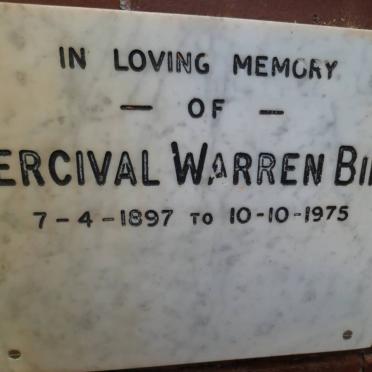 IN LOVING MEMORY
— OF —
ERCIVAL WARREN BI
7-4-1897 TO 10-10-1975